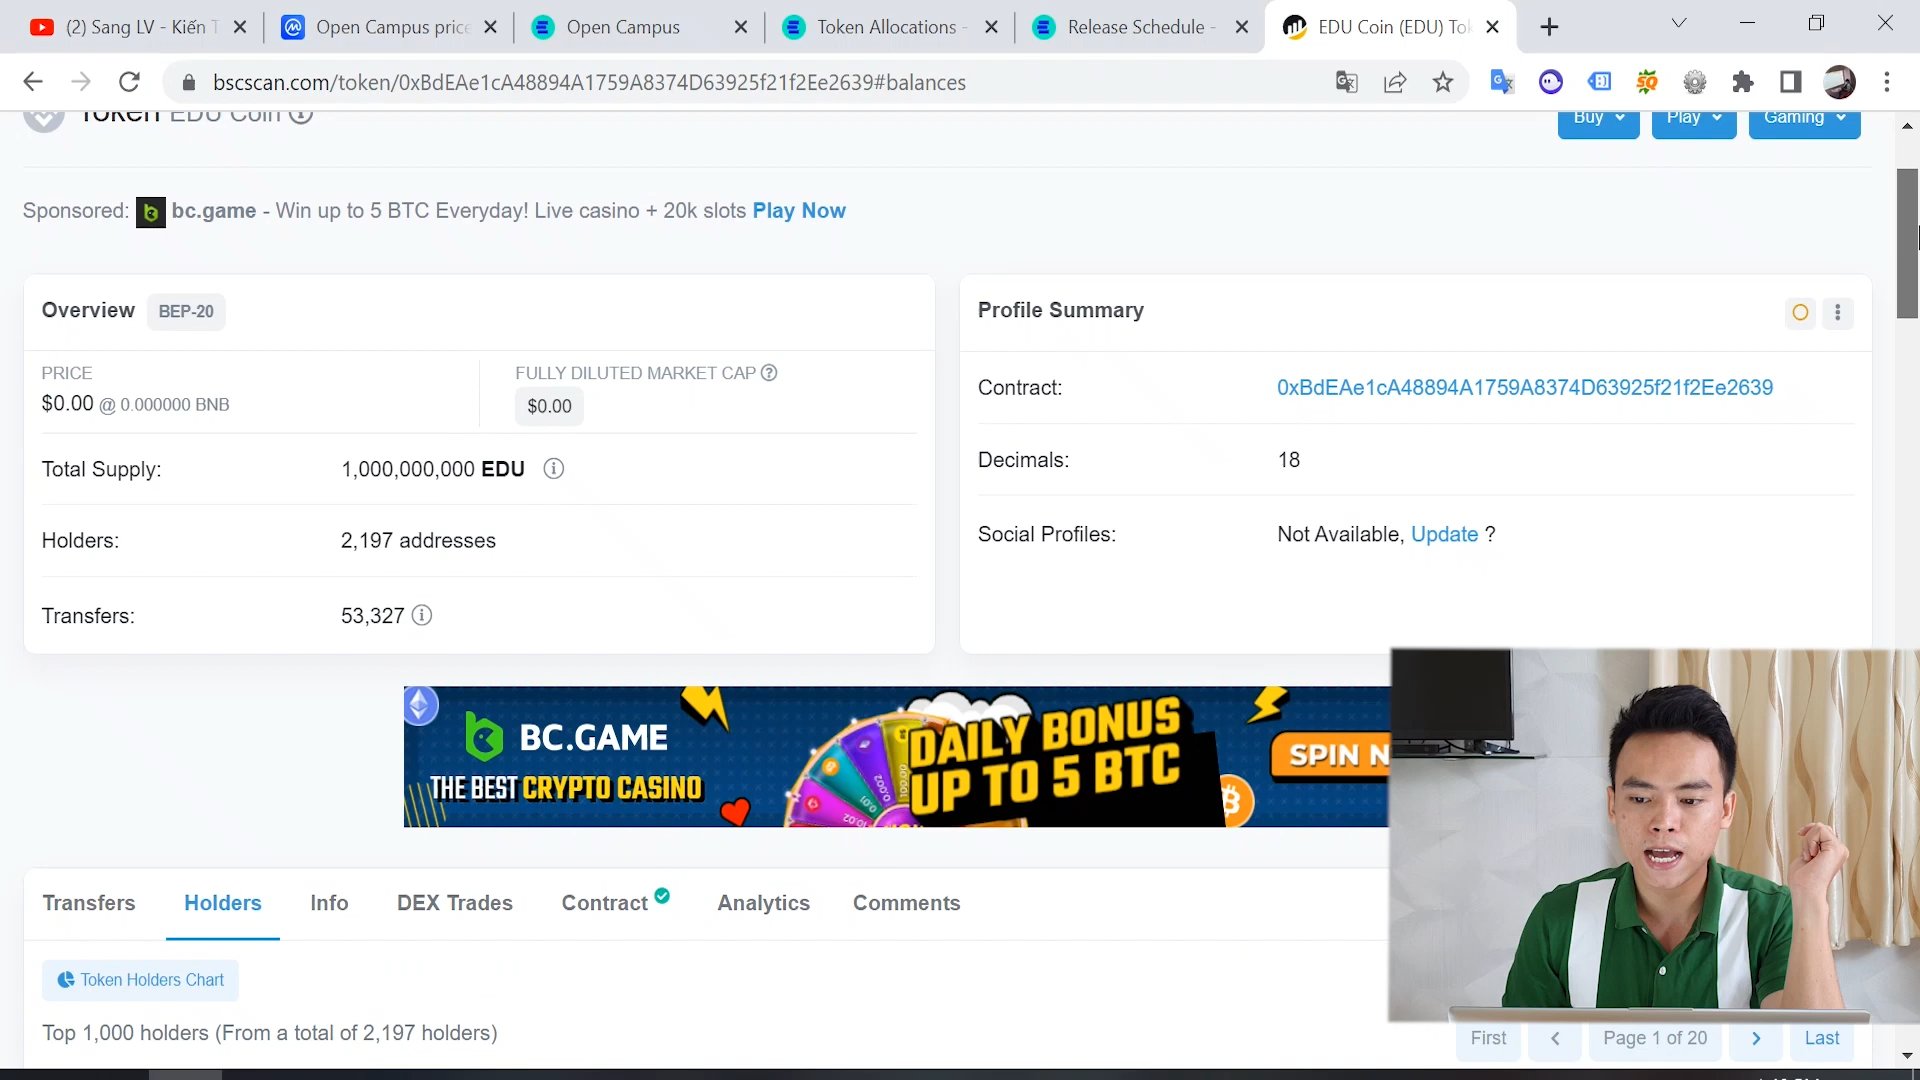 (2) Sang LV - Kiến T
Open Campus price
Open Campus
Token Allocations -
Release Schedule -
EDU Coin (EDU) Tok
bscscan.com/token/0xBdEAe1cA48894A1759A8374D63925f21f2Ee2639#balances
Token EDU Coin
Buy
Play
Gaming
Sponsored: bc.game - Win up to 5 BTC Everyday! Live casino + 20k slots Play Now
Overview BEP-20
PRICE
$0.00 @ 0.000000 BNB
FULLY DILUTED MARKET CAP
$0.00
Total Supply: 1,000,000,000 EDU
Holders: 2,197 addresses
Transfers: 53,327
Profile Summary
Contract: 0xBdEAe1cA48894A1759A8374D63925f21f2Ee2639
Decimals: 18
Social Profiles: Not Available, Update ?
BC.GAME
THE BEST CRYPTO CASINO
DAILY BONUS
UP TO 5 BTC
SPIN N
Transfers
Holders
Info
DEX Trades
Contract
Analytics
Comments
Token Holders Chart
Top 1,000 holders (From a total of 2,197 holders)
First
Page 1 of 20
Last